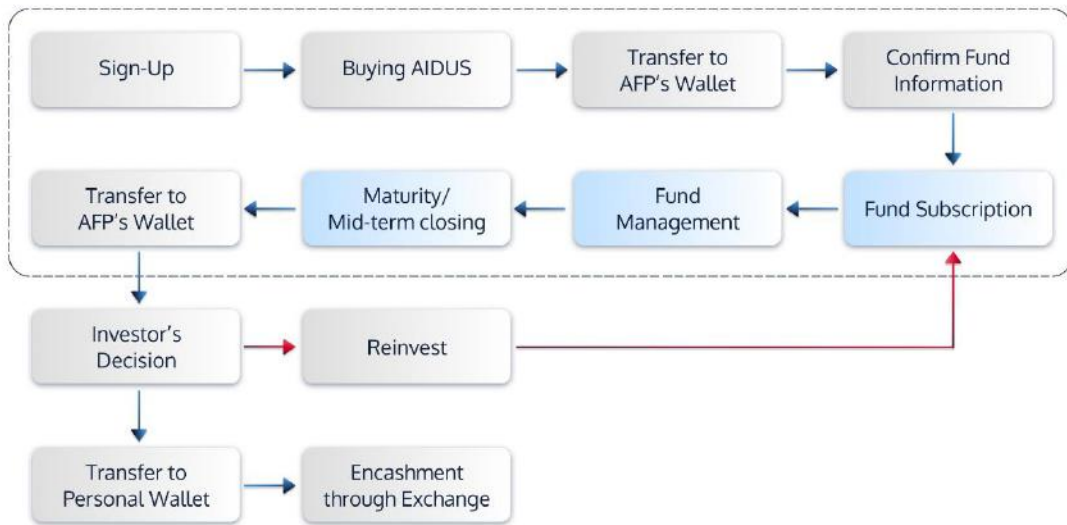 Sign-Up
Buying AIDUS
Transfer to
AFP's Wallet
Confirm Fund
Information
Transfer to
AFP's Wallet
Maturity/
Mid-term closing
Fund
Management
Fund Subscription
Investor's
Decision
Reinvest
Transfer to
Personal Wallet
Encashment
through Exchange